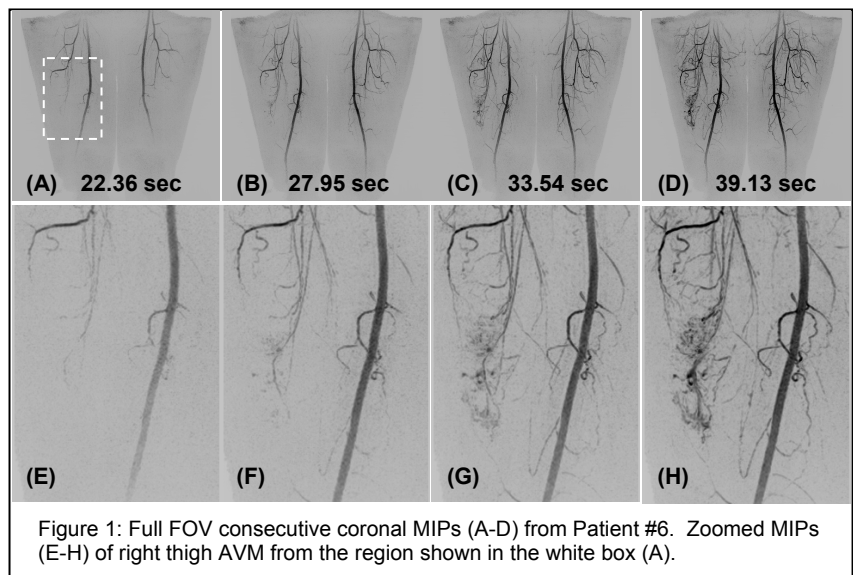 (A) 22.36 sec
(B) 27.95 sec
(C) 33.54 sec
(D) 39.13 sec
(E)
(F)
(G)
(H)
Figure 1: Full FOV consecutive coronal MIPs (A-D) from Patient #6. Zoomed MIPs
(E-H) of right thigh AVM from the region shown in the white box (A).